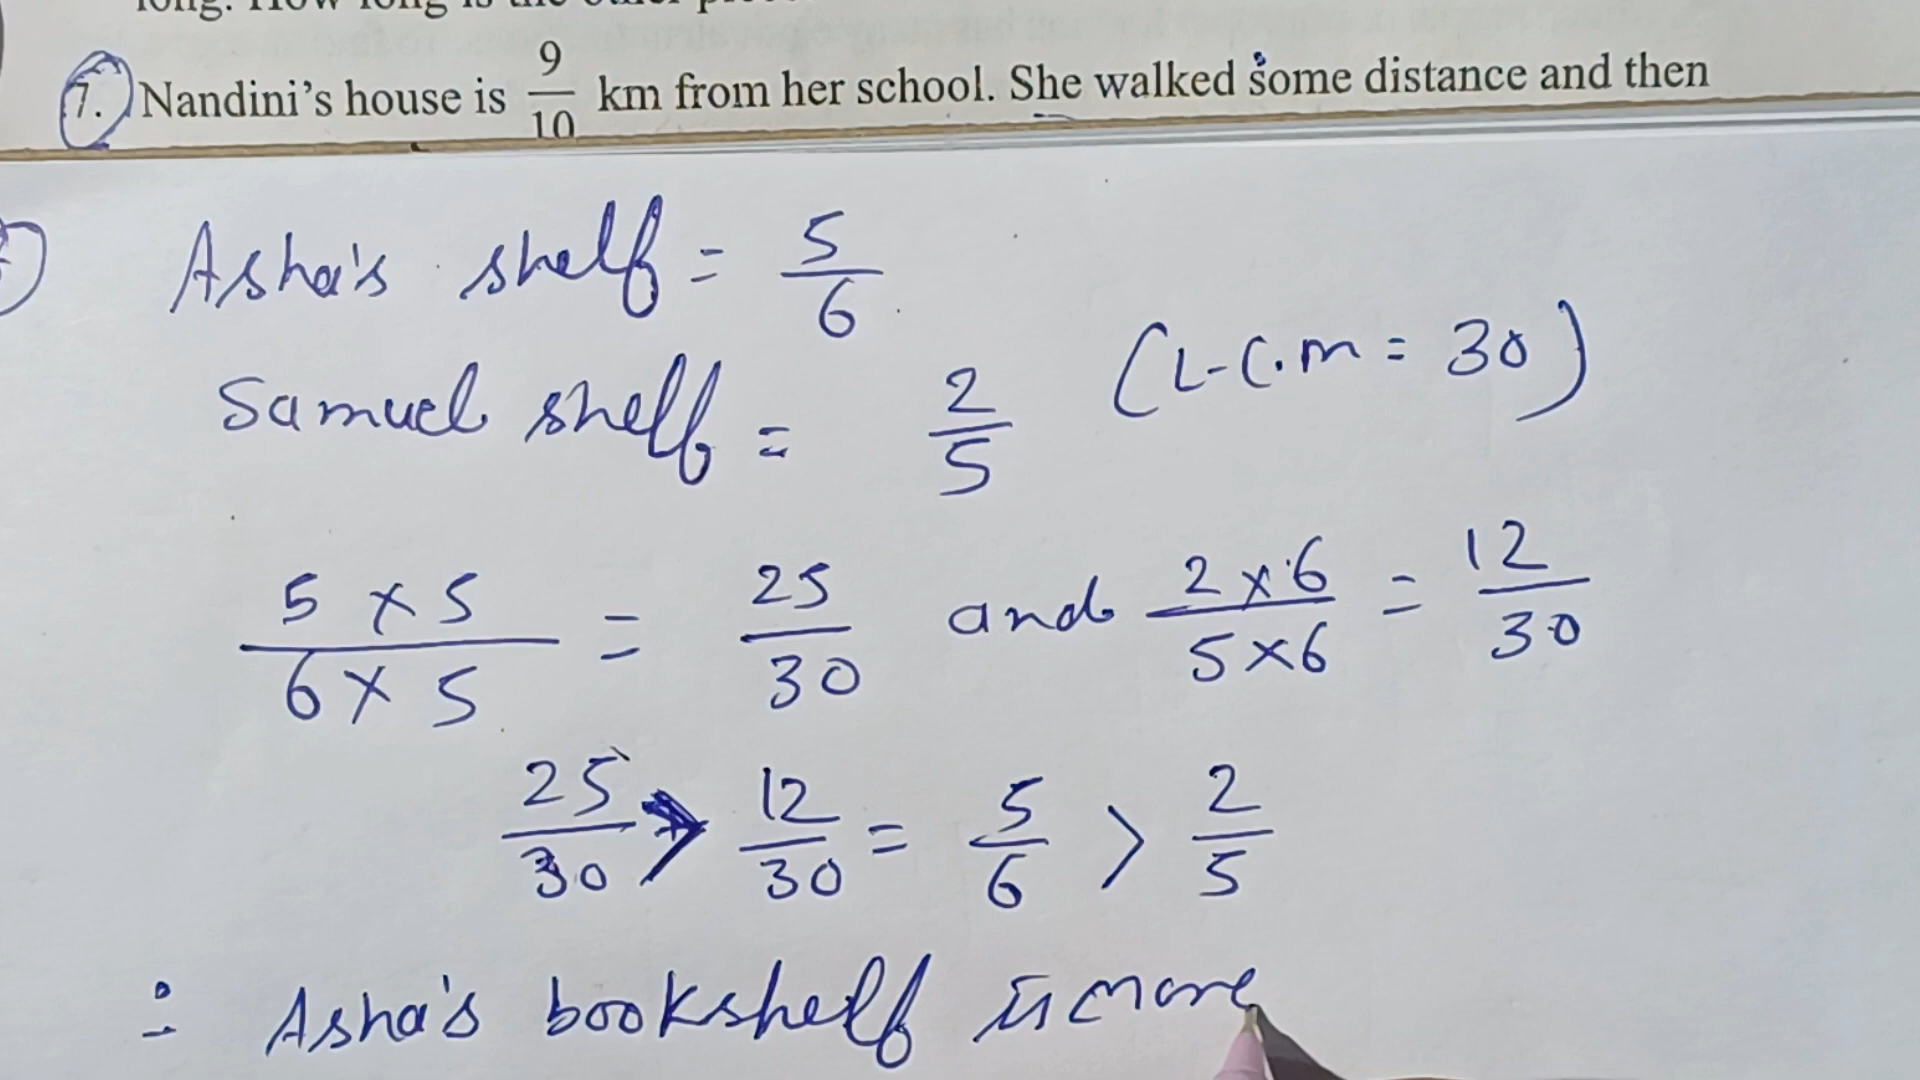 7. Nandini's house is 9/10 km from her school. She walked some distance and then
Asha's shelf = 5/6
Samuel shelf = 2/5 (L.C.M = 30)
5 × 5 / 6 × 5 = 25/30 and 2×6 / 5×6 = 12/30
25/30 > 12/30 = 5/6 > 2/5
∴ Asha's bookshelf is more